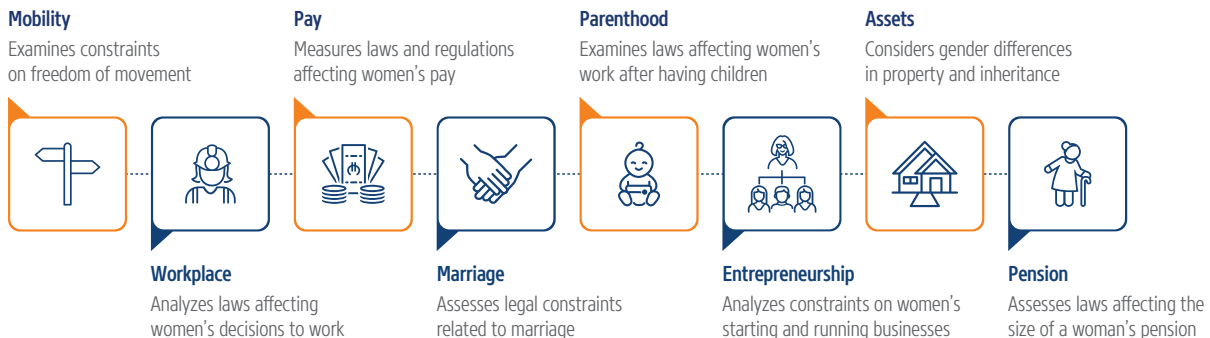 Mobility
Examines constraints
on freedom of movement
Pay
Measures laws and regulations
affecting women's pay
Parenthood
Examines laws affecting women's
work after having children
Assets
Considers gender differences
in property and inheritance
Workplace
Analyzes laws affecting
women's decisions to work
Marriage
Assesses legal constraints
related to marriage
Entrepreneurship
Analyzes constraints on women's
starting and running businesses
Pension
Assesses laws affecting the
size of a woman's pension